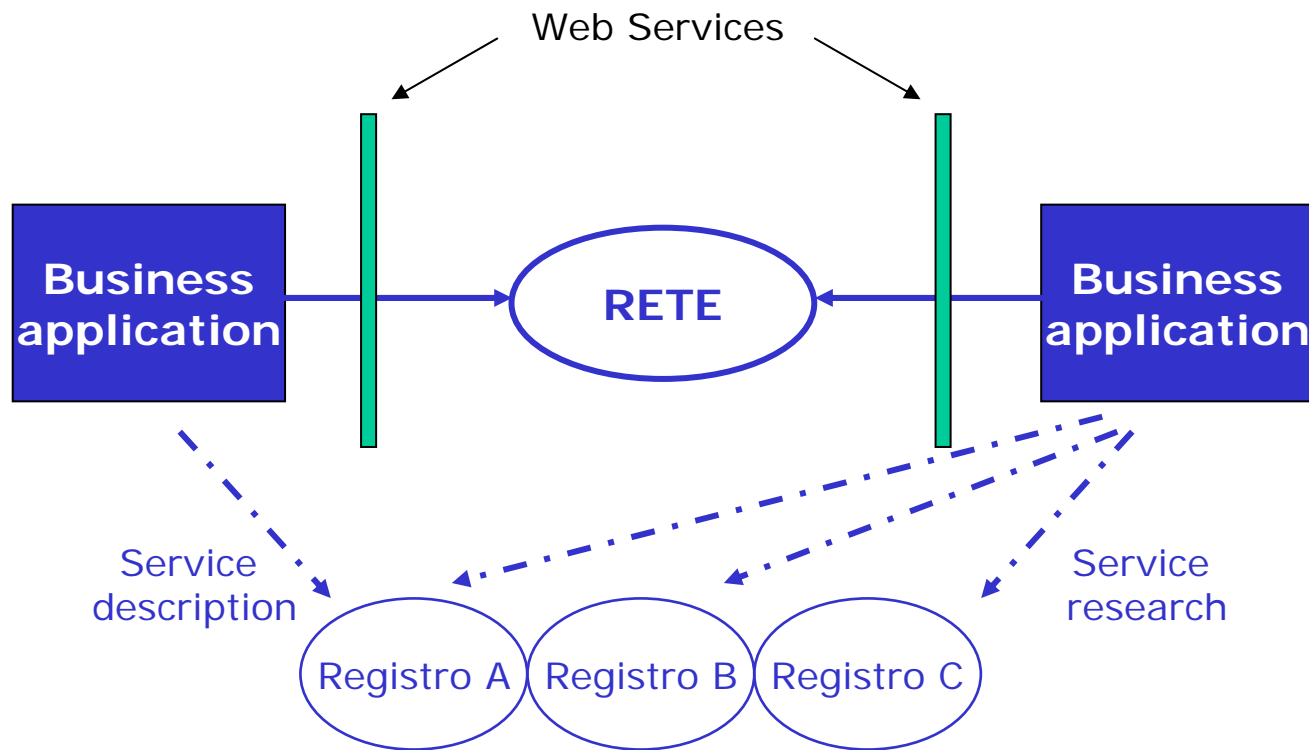 Web Services
Business
application
RETE
Business
application
Service
description
Service
research
Registro A
Registro B
Registro C